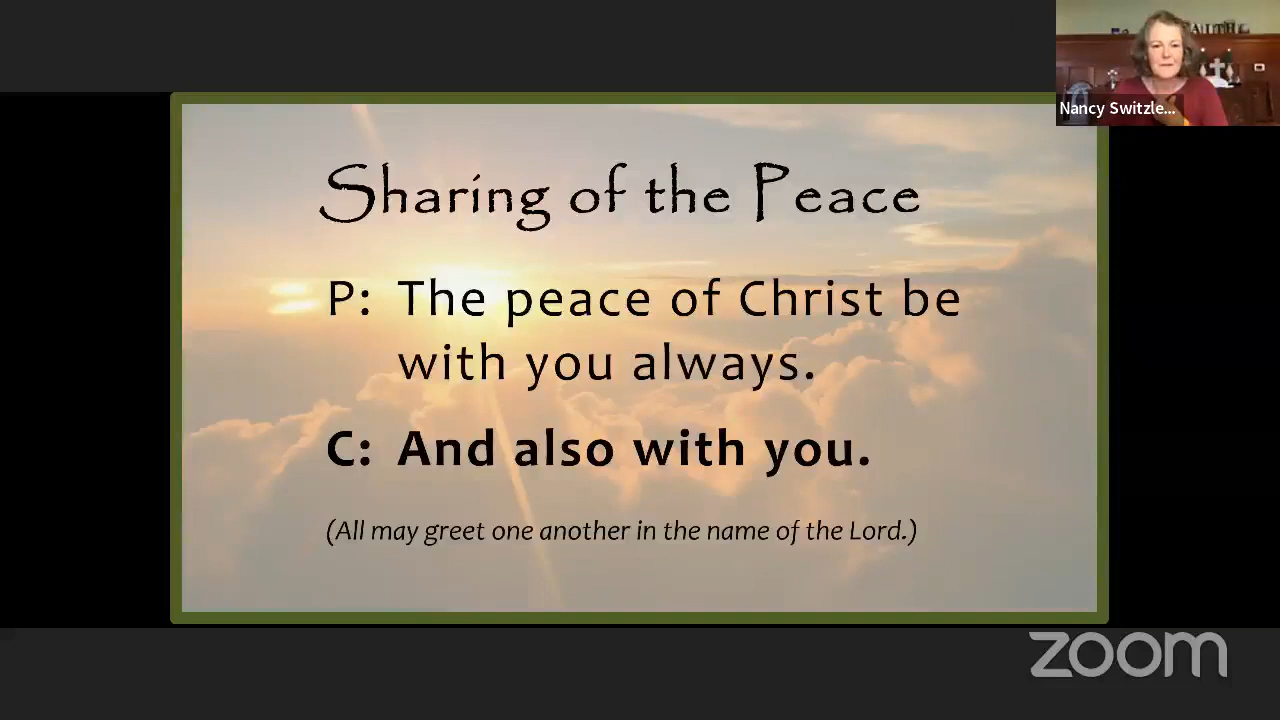 FAITH
Nancy Switzle...
Sharing of the Peace
P: The peace of Christ be
with you always.
C: And also with you.
(All may greet one another in the name of the Lord.)
zoom